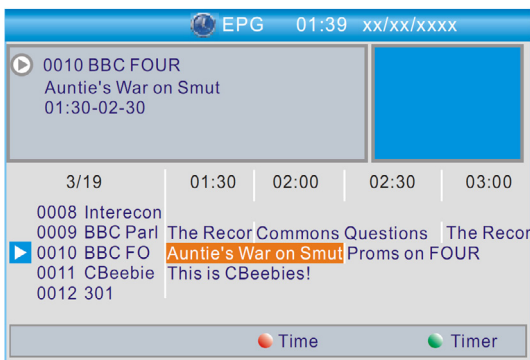 EPG 01:39 xx/xx/xxxx
0010 BBC FOUR
Auntie's War on Smut
01:30-02-30
3/19 01:30 02:00 02:30 03:00
0008 Interecon
0009 BBC Parl The Recor Commons Questions The Recor
0010 BBC FO Auntie's War on Smut Proms on FOUR
0011 CBeebie This is CBeebies!
0012 301
Time Timer